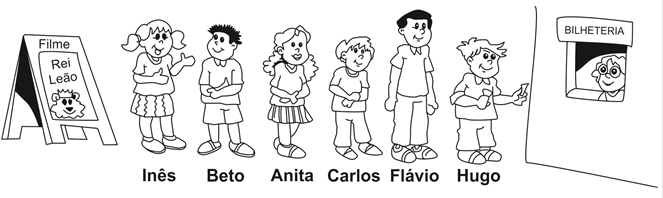 Filme
Rei
Leão
BILHETERIA
Inês Beto Anita Carlos Flávio Hugo